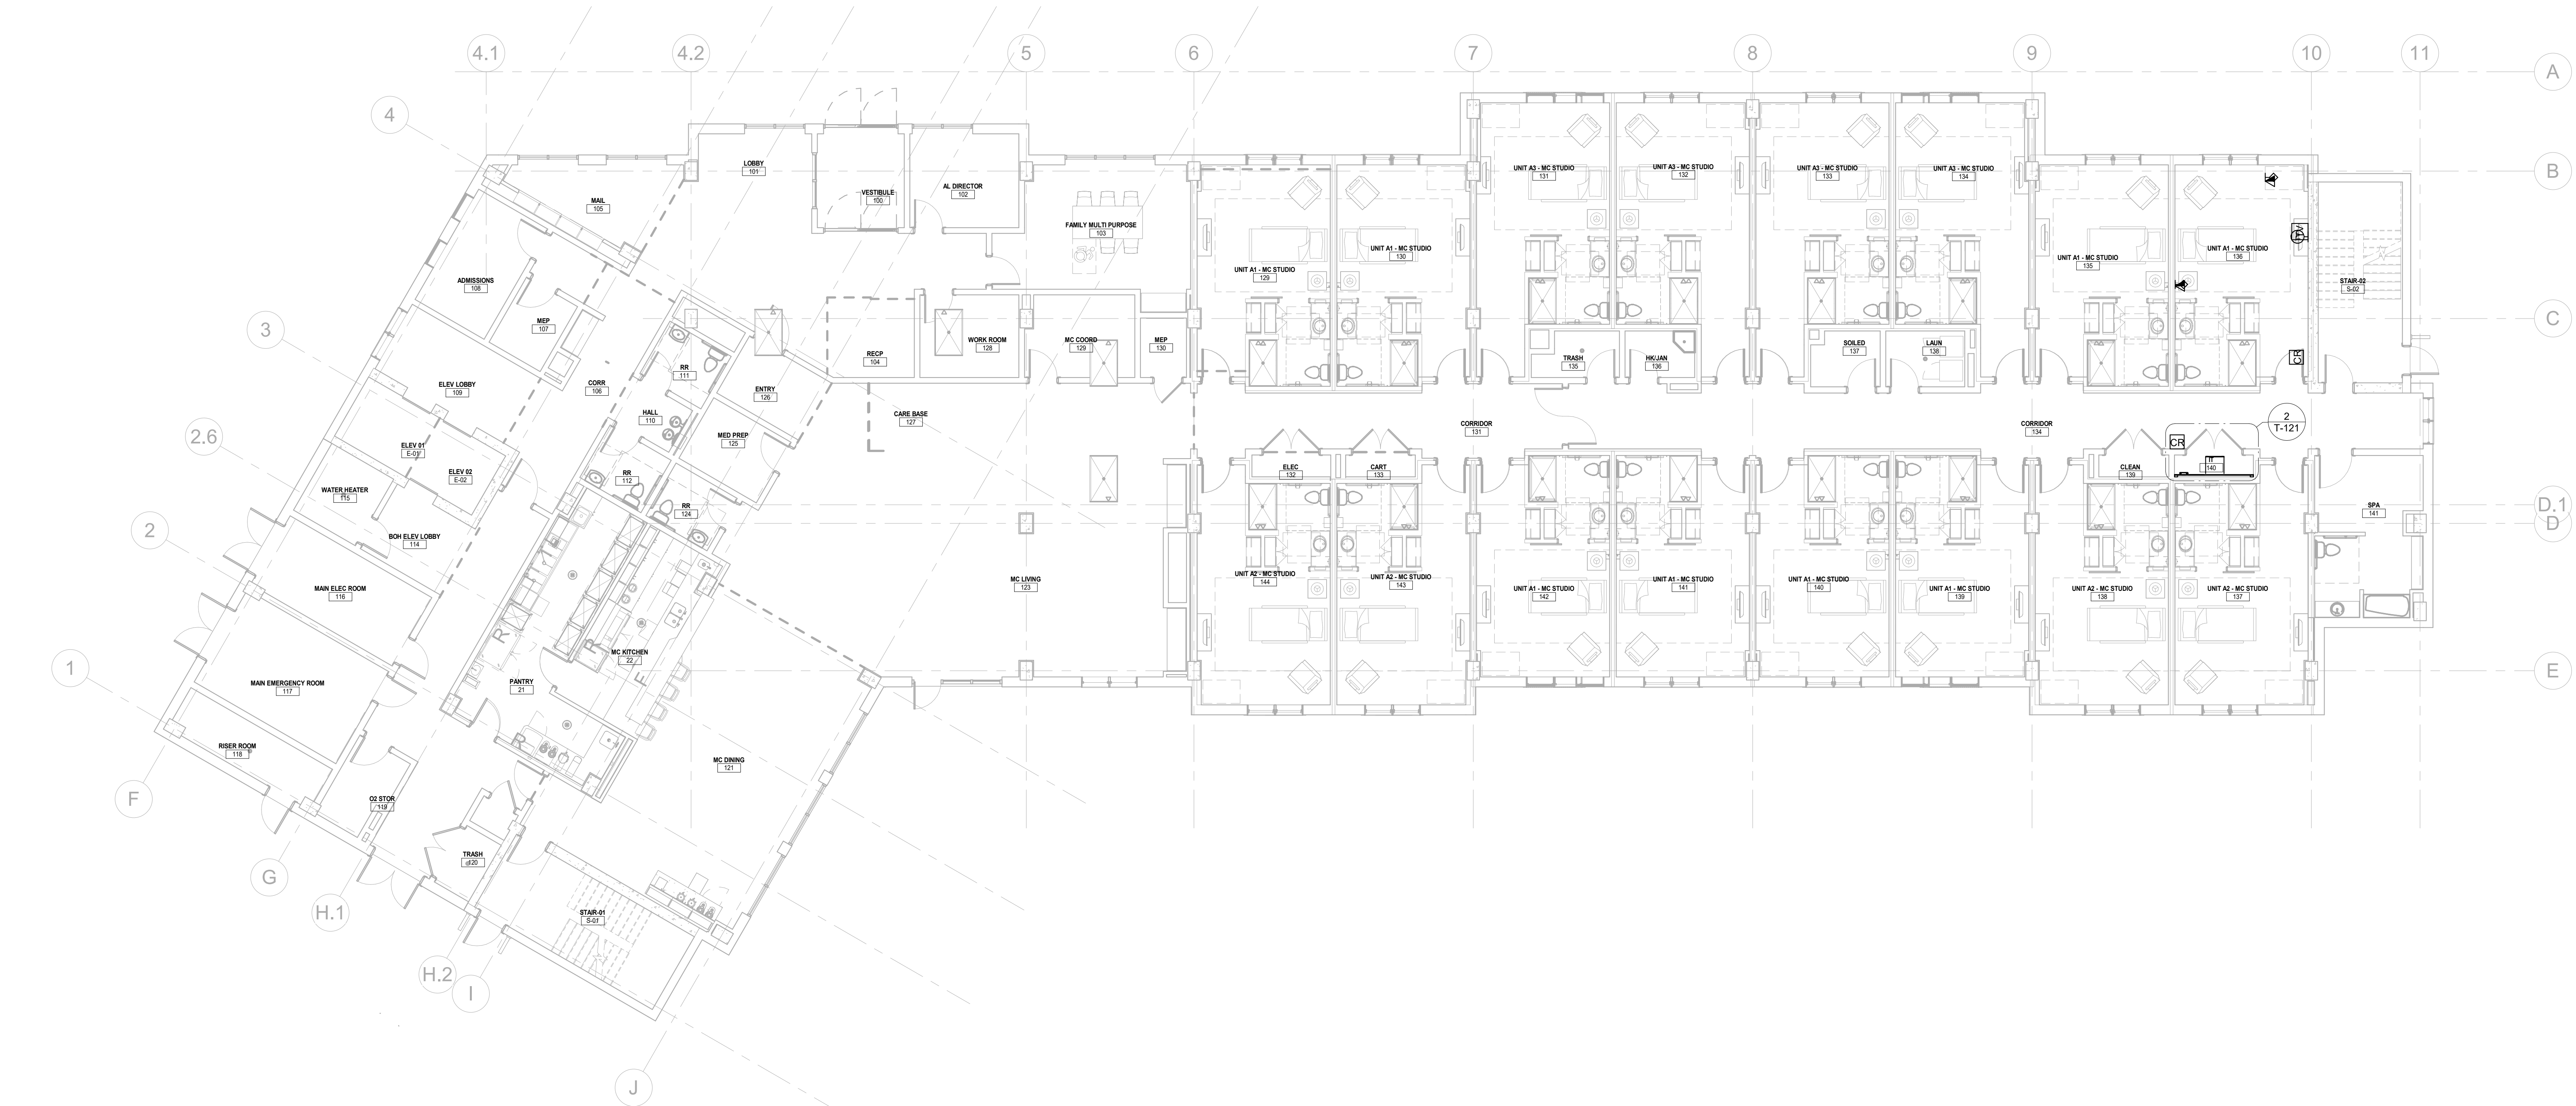 4.1
4.2
5
6
7
8
9
10
11
A
4
B
LOBBY
101
VESTIBULE
100
AL DIRECTOR
102
MAIL
105
FAMILY MULTI PURPOSE
103
UNIT A3 - MC STUDIO
131
UNIT A3 - MC STUDIO
132
UNIT A3 - MC STUDIO
133
UNIT A3 - MC STUDIO
134
UNIT A1 - MC STUDIO
129
UNIT A1 - MC STUDIO
130
UNIT A1 - MC STUDIO
135
UNIT A1 - MC STUDIO
136
TV
STAIR-02
S-02
ADMISSIONS
108
MEP
107
3
C
RECP
104
WORK ROOM
128
MC COORD
129
MEP
130
TRASH
135
HK/JAN
136
SOILED
137
LAUN
138
CR
ELEV LOBBY
109
CORR
106
RR
111
ENTRY
126
HALL
110
CARE BASE
127
MED PREP
125
CORRIDOR
131
CORRIDOR
134
2
T-121
2.6
ELEV 01
E-01
ELEV 02
E-02
WATER HEATER
115
RR
112
RR
124
ELEC
132
CART
133
CLEAN
139
CR
IT
140
SPA
141
D.1
D
2
BOH ELEV LOBBY
114
MAIN ELEC ROOM
116
MC LIVING
123
UNIT A2 - MC STUDIO
144
UNIT A2 - MC STUDIO
143
UNIT A1 - MC STUDIO
142
UNIT A1 - MC STUDIO
141
UNIT A1 - MC STUDIO
140
UNIT A1 - MC STUDIO
139
UNIT A2 - MC STUDIO
138
UNIT A2 - MC STUDIO
137
R
R
MC KITCHEN
22
F
1
E
MAIN EMERGENCY ROOM
117
PANTRY
21
R
RISER ROOM
118
MC DINING
121
F
O2 STOR
119
TRASH
120
G
H.1
STAIR-01
S-01
H.2
I
J